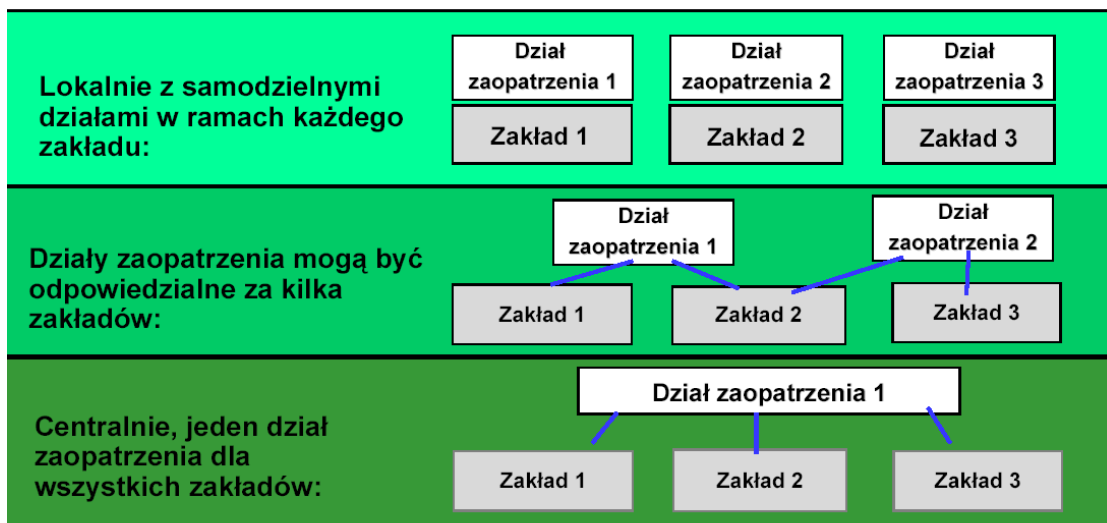 Lokalnie z samodzielnymi
działami w ramach każdego
zakładu:
Dział
zaopatrzenia 1
Dział
zaopatrzenia 2
Dział
zaopatrzenia 3
Zakład 1
Zakład 2
Zakład 3
Działy zaopatrzenia mogą być
odpowiedzialne za kilka
zakładów:
Dział
zaopatrzenia 1
Dział
zaopatrzenia 2
Zakład 1
Zakład 2
Zakład 3
Centralnie, jeden dział
zaopatrzenia dla
wszystkich zakładów:
Dział zaopatrzenia 1
Zakład 1
Zakład 2
Zakład 3